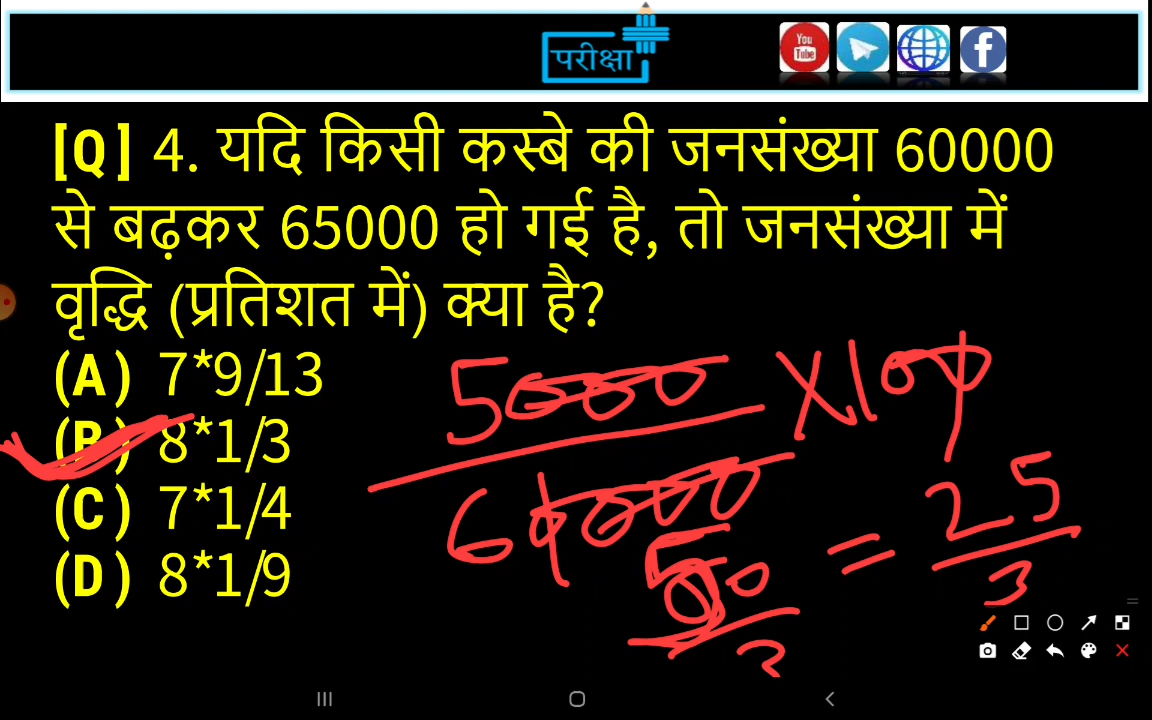 परीक्षा
You
Tube
f
[Q] 4. यदि किसी कस्बे की जनसंख्या 60000
से बढ़कर 65000 हो गई है, तो जनसंख्या में
वृद्धि (प्रतिशत में) क्या है?
(A) 7*9/13
(B) 8*1/3
(C) 7*1/4
(D) 8*1/9
5000 X 100
60000
= 25
3